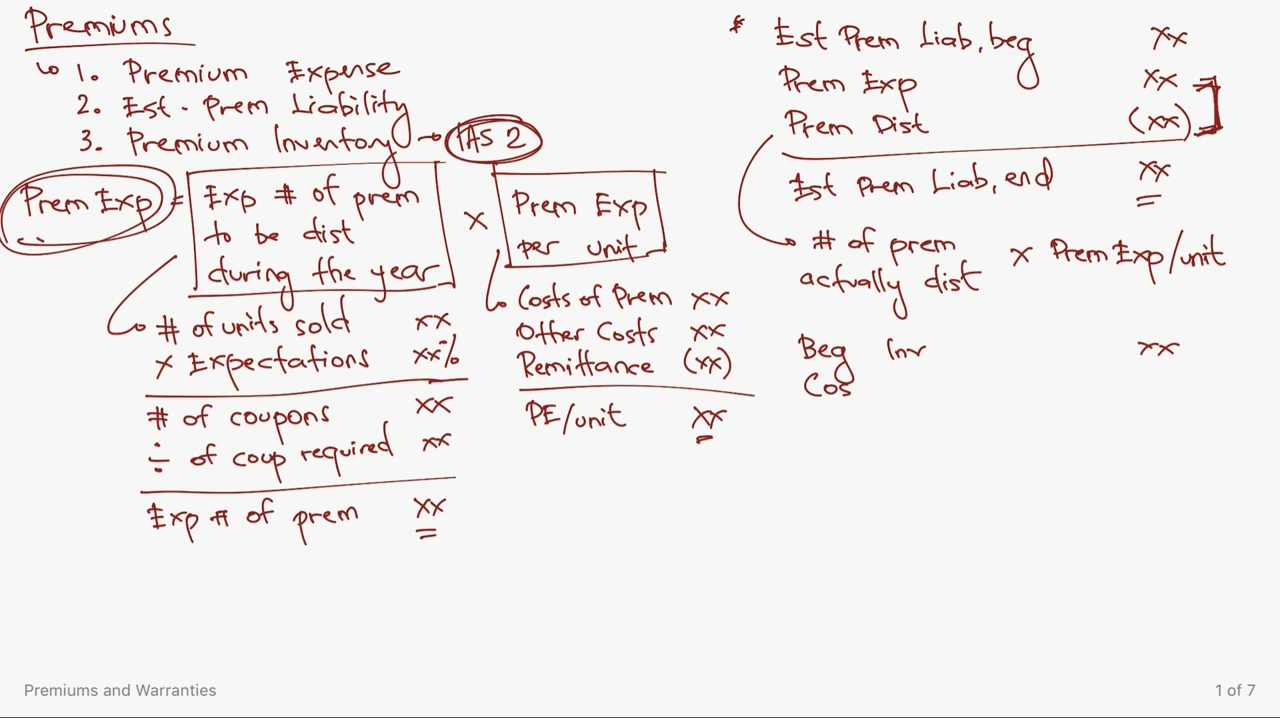 Premiums
↳ 1. Premium Expense
2. Est. Prem Liability
3. Premium Inventory → IAS 2
Prem Exp = Exp # of prem to be dist during the year × Prem Exp per unit
# of units sold xx
× Expectations xx%
# of coupons xx
÷ of coup required xx
Exp # of prem xx
Costs of Prem xx
Other Costs xx
Remittance (xx)
PE/unit xx
* Est Prem Liab, beg xx
Prem Exp xx
Prem Dist (xx)
Est Prem Liab, end xx
# of prem actually dist × Prem Exp/unit
Beg Inv xx
Cos
Premiums and Warranties
1 of 7